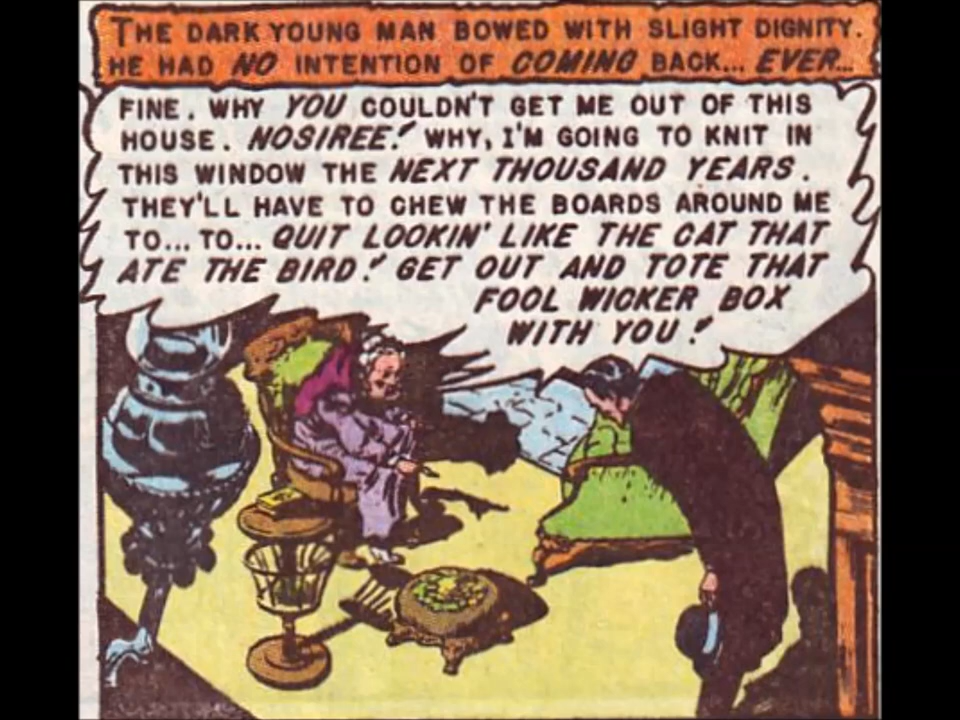 THE DARK YOUNG MAN BOWED WITH SLIGHT DIGNITY.
HE HAD NO INTENTION OF COMING BACK... EVER...
FINE. WHY YOU COULDN'T GET ME OUT OF THIS
HOUSE. NOSIREE! WHY, I'M GOING TO KNIT IN
THIS WINDOW THE NEXT THOUSAND YEARS.
THEY'LL HAVE TO CHEW THE BOARDS AROUND ME
TO... TO... QUIT LOOKIN' LIKE THE CAT THAT
ATE THE BIRD! GET OUT AND TOTE THAT
FOOL WICKER BOX
WITH YOU!